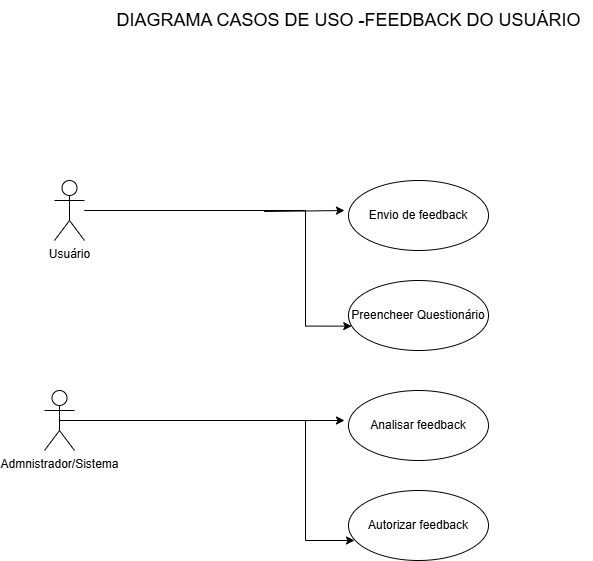 DIAGRAMA CASOS DE USO -FEEDBACK DO USUÁRIO
Envio de feedback
Usuário
Preencheer Questionário
Analisar feedback
Admnistrador/Sistema
Autorizar feedback